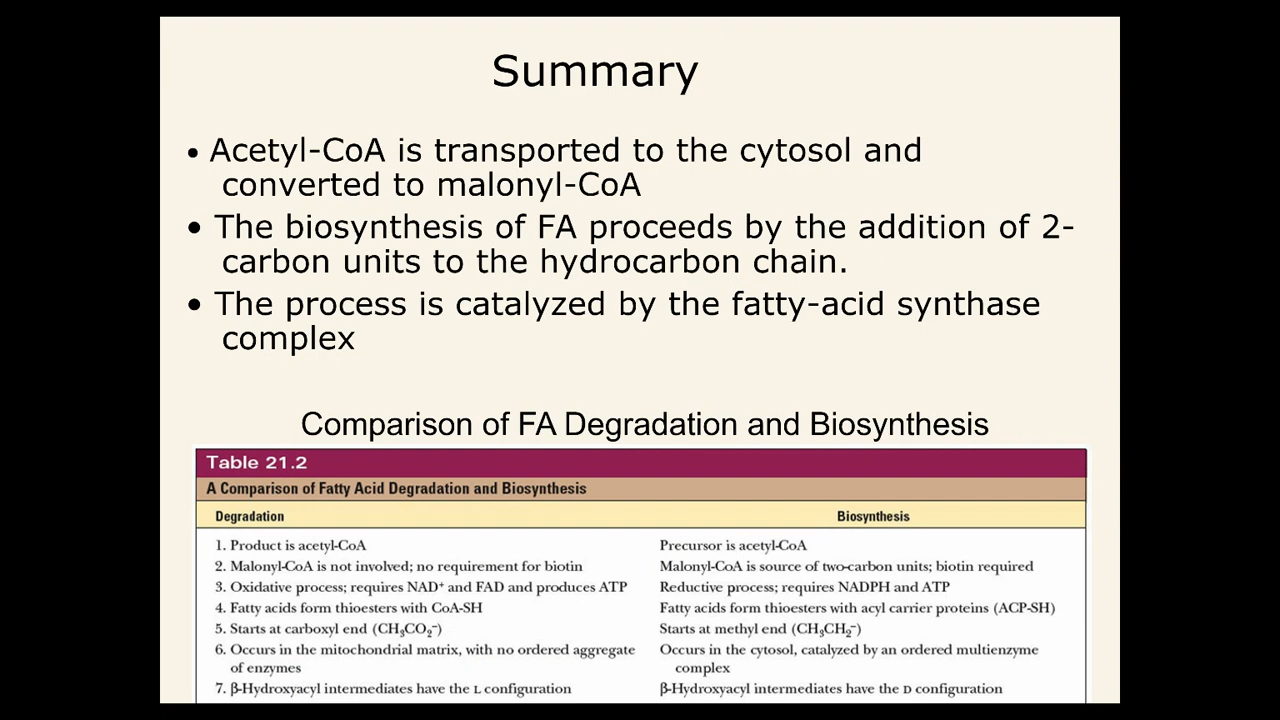 Summary
• Acetyl-CoA is transported to the cytosol and
converted to malonyl-CoA
• The biosynthesis of FA proceeds by the addition of 2-
carbon units to the hydrocarbon chain.
• The process is catalyzed by the fatty-acid synthase
complex
Comparison of FA Degradation and Biosynthesis
Table 21.2
A Comparison of Fatty Acid Degradation and Biosynthesis
Degradation Biosynthesis
1. Product is acetyl-CoA Precursor is acetyl-CoA
2. Malonyl-CoA is not involved; no requirement for biotin Malonyl-CoA is source of two-carbon units; biotin required
3. Oxidative process; requires NAD⁺ and FAD and produces ATP Reductive process; requires NADPH and ATP
4. Fatty acids form thioesters with CoA-SH Fatty acids form thioesters with acyl carrier proteins (ACP-SH)
5. Starts at carboxyl end (CH₃CO₂⁻) Starts at methyl end (CH₃CH₂⁻)
6. Occurs in the mitochondrial matrix, with no ordered aggregate Occurs in the cytosol, catalyzed by an ordered multienzyme
of enzymes complex
7. β-Hydroxyacyl intermediates have the L configuration β-Hydroxyacyl intermediates have the D configuration